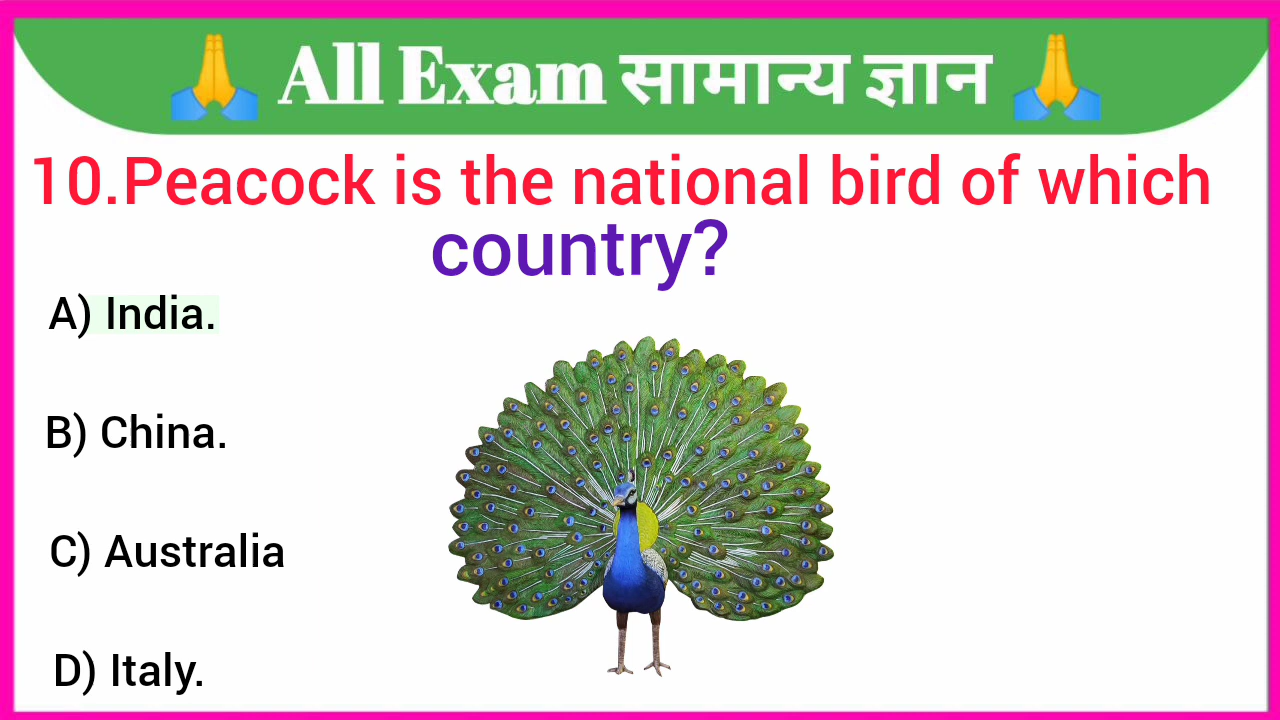 🙏 All Exam सामान्य ज्ञान 🙏
10.Peacock is the national bird of which
country?
A) India.
B) China.
C) Australia
D) Italy.